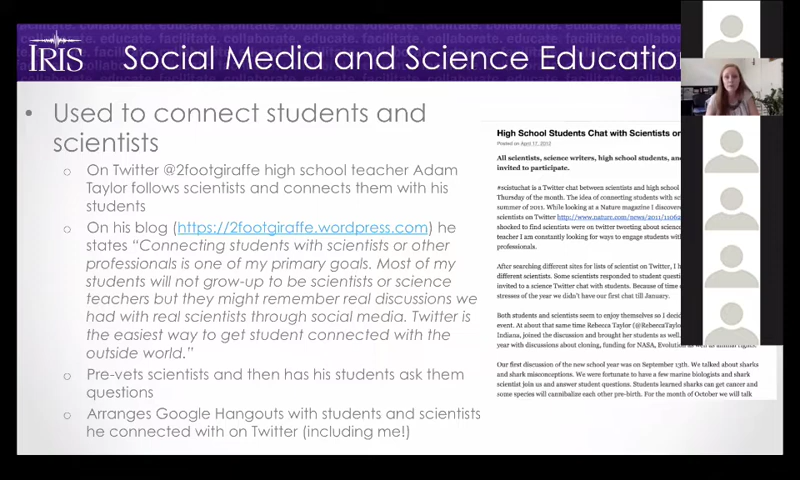 IRIS
Social Media and Science Educatio
• Used to connect students and
scientists
o On Twitter @2footgiraffe high school teacher Adam
Taylor follows scientists and connects them with his
students
o On his blog (https://2footgiraffe.wordpress.com) he
states “Connecting students with scientists or other
professionals is one of my primary goals. Most of my
students will not grow-up to be scientists or science
teachers but they might remember real discussions we
had with real scientists through social media. Twitter is
the easiest way to get student connected with the
outside world.”
o Pre-vets scientists and then has his students ask them
questions
o Arranges Google Hangouts with students and scientists
he connected with on Twitter (including me!)
High School Students Chat with Scientists on
Posted on April 17, 2012
All scientists, science writers, high school students, and
invited to participate.
#scistuchat is a Twitter chat between scientists and high school
Thursday of the month. The idea of connecting scientists with
summer of 2011. While looking at a Nature magazine I discovered
scientists on Twitter http://www.nature.com/news/2011/11062
shocked to find scientists were on twitter tweeting about science
teacher I am constantly looking for ways to engage students with
professionals.
After searching different sites for lists of scientist on Twitter, I
different scientists. Some scientists responded to student questio
invited to a science Twitter chat with students. Because of time
stresses of the year we didn't have our first chat till January.
Both students and scientists seem to enjoy themselves so I decid
event. At about that same time Rebecca Taylor (@RebeccaTaylo
Indiana, joined the discussion and brought her students as well.
year with discussions about cloning, funding for NASA, Evolution as well as animal rights.
Our first discussion of the new school year was on September 13th. We talked about sharks
and shark misconceptions. We were fortunate to have a few marine biologists and shark
scientist join us and answer student questions. Students learned sharks can get cancer and
some species will cannibalize each other pre-birth. For the month of October we will talk